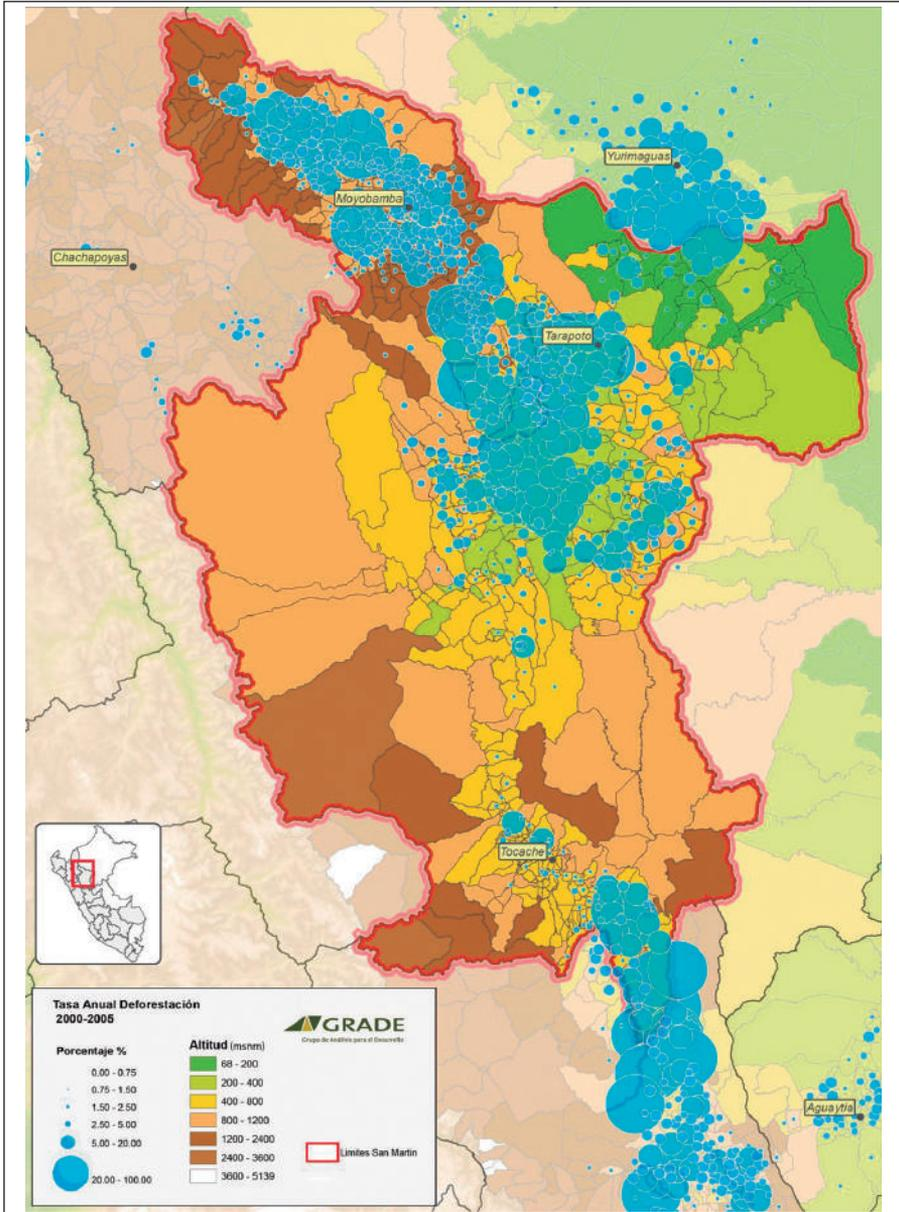 Yurimaguas
Moyobamba
Chachapoyas
Tarapoto
Tocache
Aguaytía
Tasa Anual Deforestación
2000-2005
GRADE
Grupo de Análisis para el Desarrollo
Porcentaje %
0.00 - 0.75
0.75 - 1.50
1.50 - 2.50
2.50 - 5.00
5.00 - 20.00
20.00 - 100.00
Altitud (msnm)
68 - 200
200 - 400
400 - 800
800 - 1200
1200 - 2400
2400 - 3600
3600 - 5139
Limites San Martin